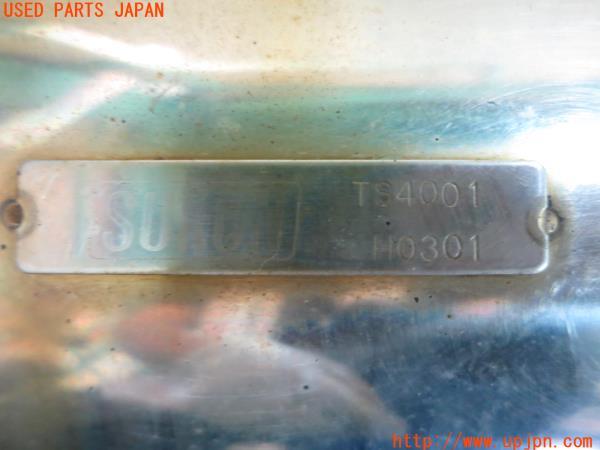 USED PARTS JAPAN
TS4001
H0301
http://www.upjpn.com